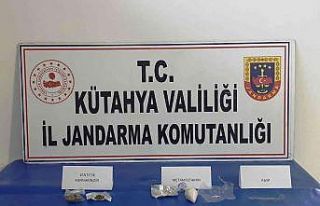 T.C.
KÜTAHYA VALİLİĞİ
İL JANDARMA KOMUTANLIĞI